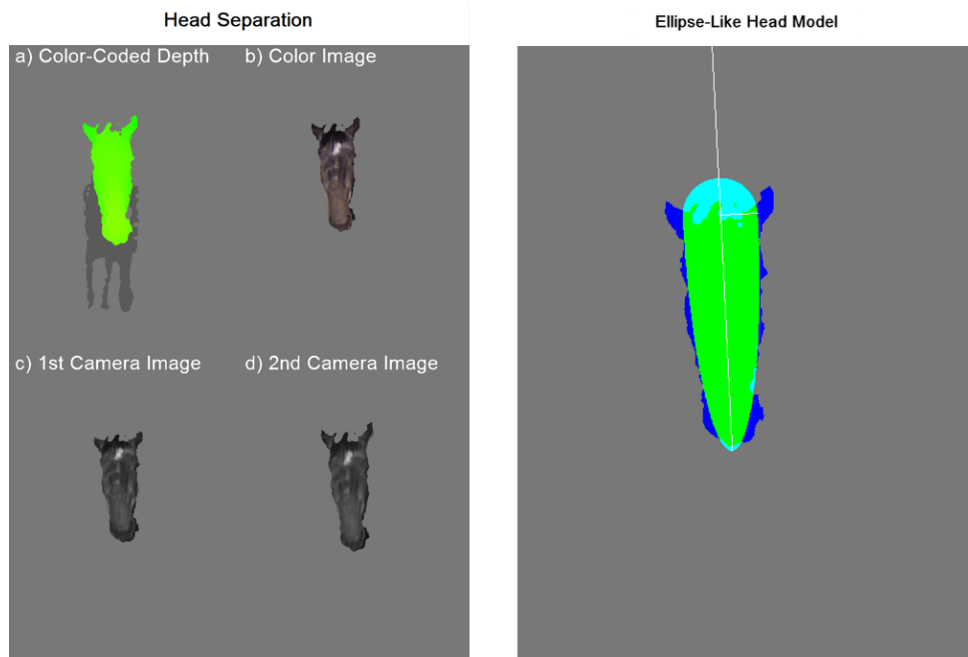 Head Separation
a) Color-Coded Depth
b) Color Image
c) 1st Camera Image
d) 2nd Camera Image
Ellipse-Like Head Model